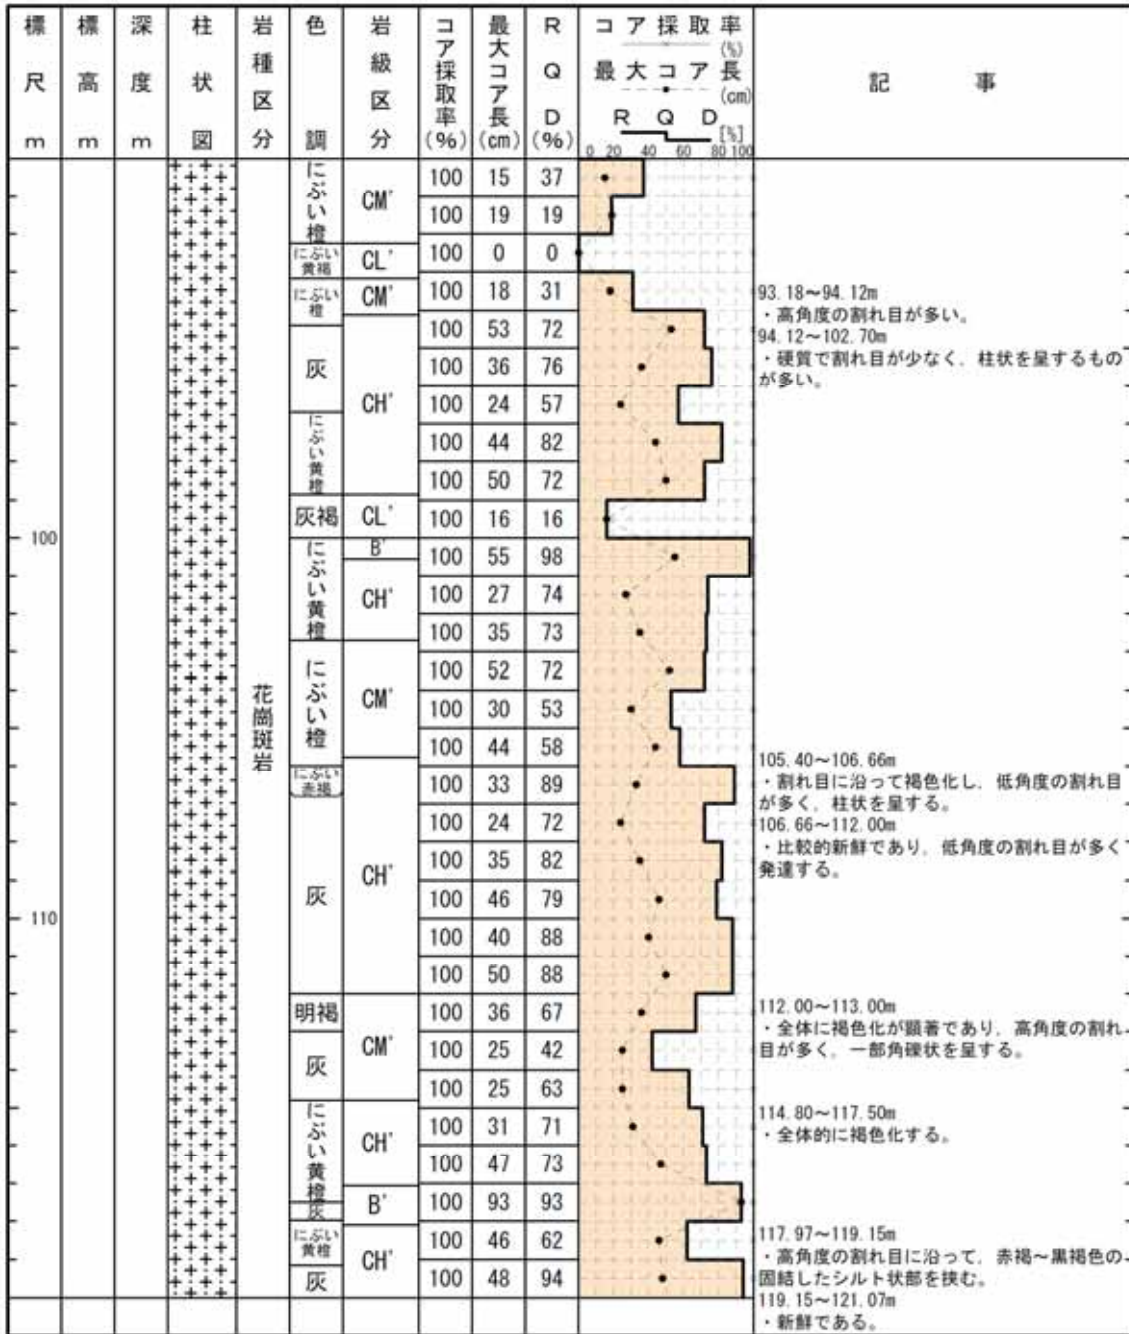 標尺m
標高m
深度m
柱状図
岩種区分
色調
岩級区分
コア採取率(%)
最大コア長(cm)
RQD(%)
コア採取率
(%)
最大コア長
(cm)
RQD
[%]
0 20 40 60 80 100
記事
100
110
花崗斑岩
にぶい橙
にぶい黄褐
にぶい橙
灰
にぶい黄橙
灰褐
にぶい黄橙
にぶい橙
にぶい赤褐
灰
明褐
灰
にぶい黄橙
灰
にぶい黄橙
灰
CM'
CL'
CM'
CH'
CL'
B'
CH'
CM'
CH'
CM'
CH'
B'
CH'
100 15 37
100 19 19
100 0 0
100 18 31
100 53 72
100 36 76
100 24 57
100 44 82
100 50 72
100 16 16
100 55 98
100 27 74
100 35 73
100 52 72
100 30 53
100 44 58
100 33 89
100 24 72
100 35 82
100 46 79
100 40 88
100 50 88
100 36 67
100 25 42
100 25 63
100 31 71
100 47 73
100 93 93
100 46 62
100 48 94
93.18～94.12m
・高角度の割れ目が多い。
94.12～102.70m
・硬質で割れ目が少なく、柱状を呈するもの
が多い。
105.40～106.66m
・割れ目に沿って褐色化し、低角度の割れ目
が多く、柱状を呈する。
106.66～112.00m
・比較的新鮮であり、低角度の割れ目が多く
発達する。
112.00～113.00m
・全体に褐色化が顕著であり、高角度の割れ
目が多く、一部角礫状を呈する。
114.80～117.50m
・全体的に褐色化する。
117.97～119.15m
・高角度の割れ目に沿って、赤褐～黒褐色の
固結したシルト状部を挟む。
119.15～121.07m
・新鮮である。